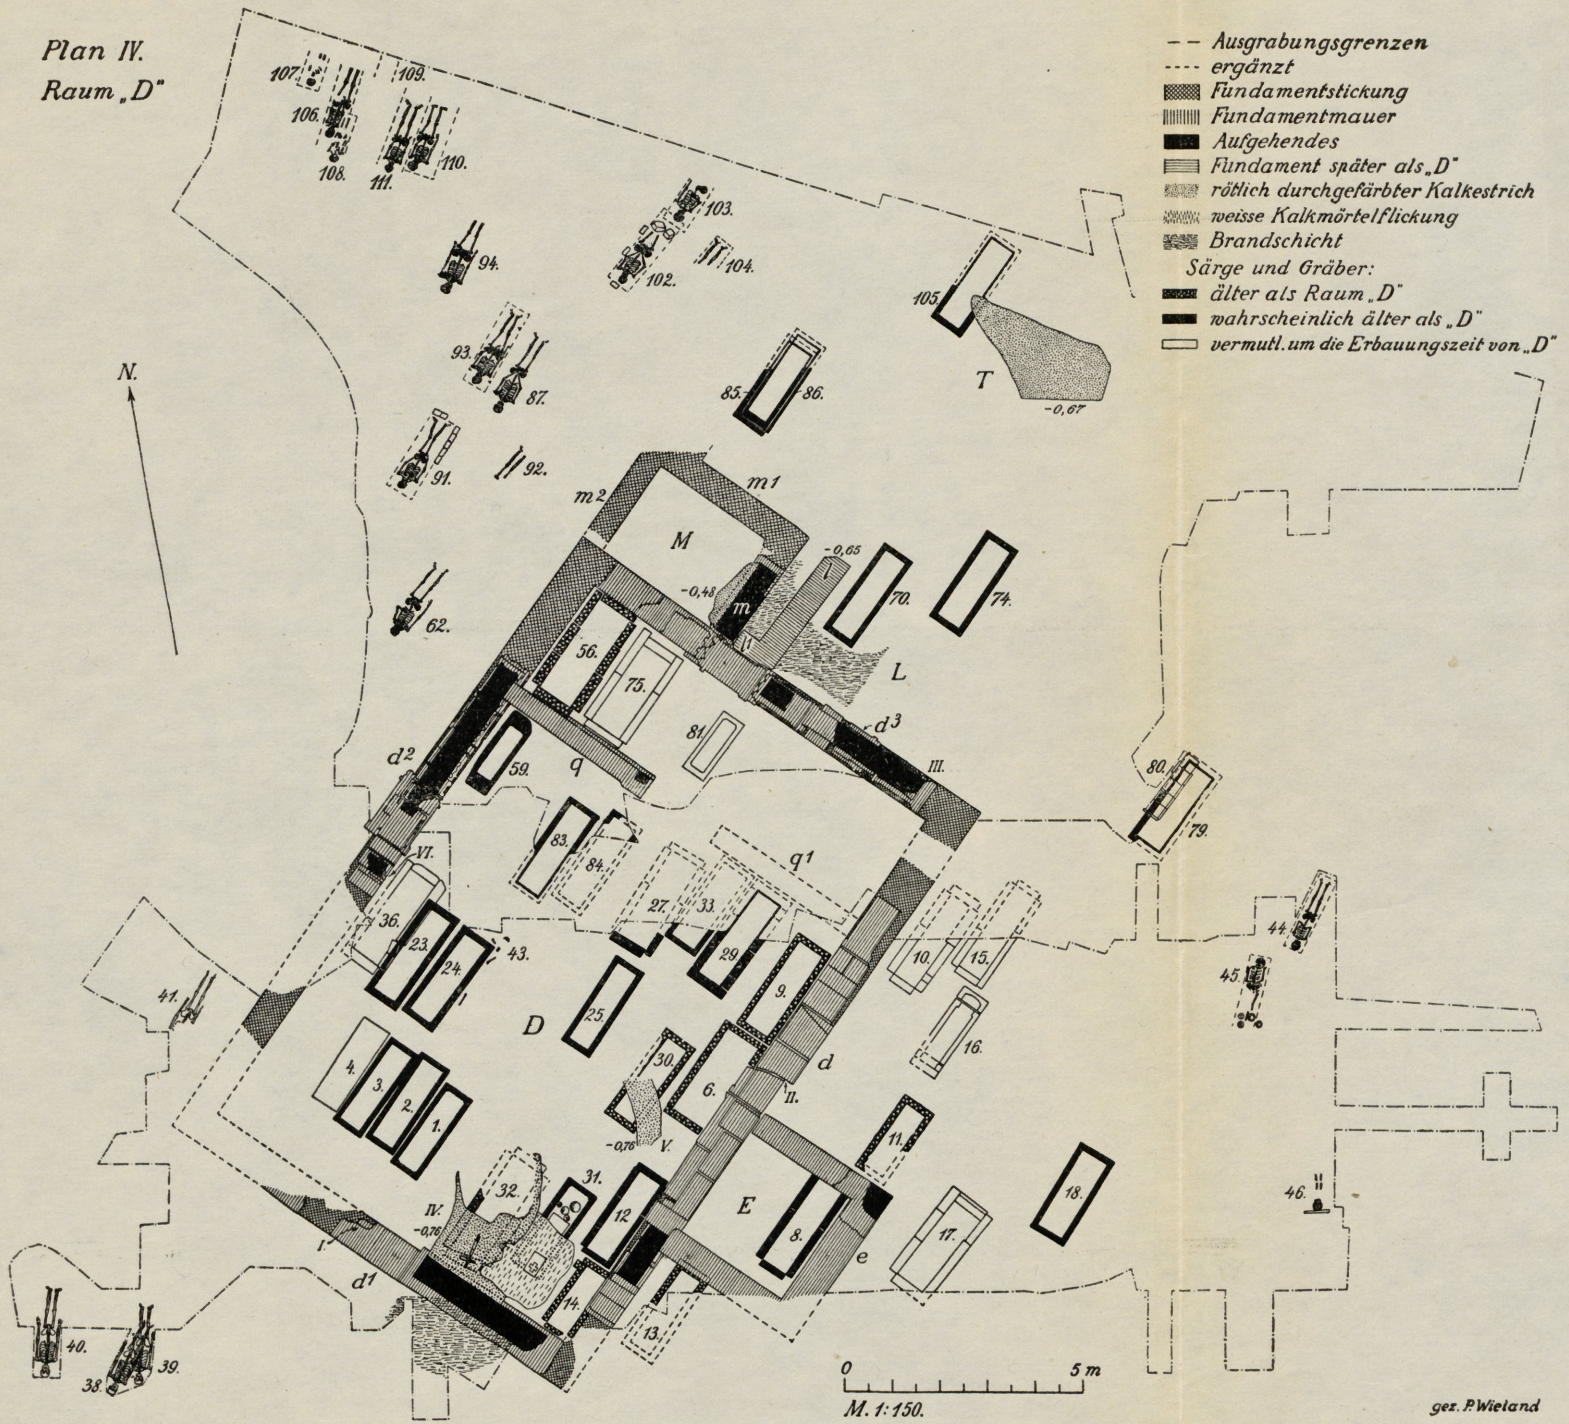 Plan IV.
Raum „D"
– – Ausgrabungsgrenzen
---- ergänzt
Fundamentstickung
Fundamentmauer
Aufgehendes
Fundament später als „D"
rötlich durchgefärbter Kalkestrich
weisse Kalkmörtelflickung
Brandschicht
Särge und Gräber:
älter als Raum „D"
wahrscheinlich älter als „D"
vermutl. um die Erbauungszeit von „D"
107.
109.
106.
108.
111.
110.
103.
102.
104.
94.
105.
T
-0,67
N.
93.
87.
85.
86.
91.
92.
m2
m1
M
-0,65
-0,48
m
70.
74.
62.
56.
75.
L
81.
d3
III.
d2
59.
q
80.
79.
83.
84.
q1
VI.
36.
27.
33.
23.
24.
43.
29.
10.
15.
44.
45.
41.
9.
D
25.
16.
30.
d
4.
3.
2.
1.
6.
II.
-0,76
V.
11.
32.
31.
IV.
-0,76
12
E
8.
18.
46.
17.
e
I.
d1
14.
13.
40.
38.
39.
0 5 m
M. 1:150.
gez. P. Wieland